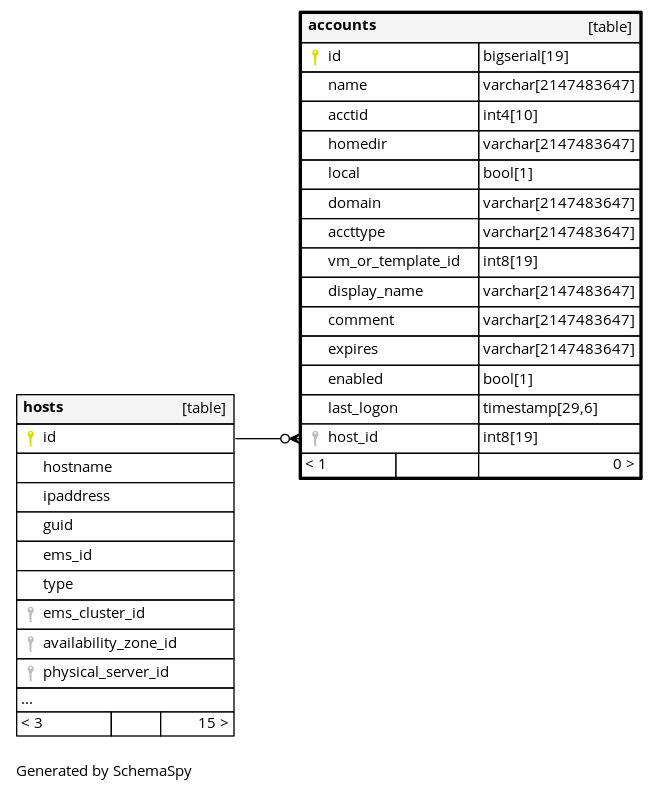 accounts [table]
id bigserial[19]
name varchar[2147483647]
acctid int4[10]
homedir varchar[2147483647]
local bool[1]
domain varchar[2147483647]
accttype varchar[2147483647]
vm_or_template_id int8[19]
display_name varchar[2147483647]
comment varchar[2147483647]
expires varchar[2147483647]
enabled bool[1]
last_logon timestamp[29,6]
host_id int8[19]
< 1 0 >
hosts [table]
id
hostname
ipaddress
guid
ems_id
type
ems_cluster_id
availability_zone_id
physical_server_id
...
< 3 15 >
Generated by SchemaSpy